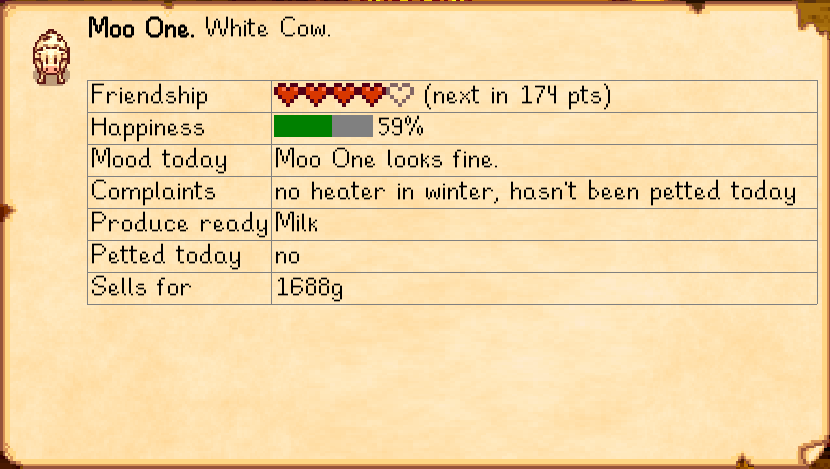 Moo One. White Cow.
Friendship (next in 174 pts)
Happiness 59%
Mood today Moo One looks fine.
Complaints no heater in winter, hasn't been petted today
Produce ready Milk
Petted today no
Sells for 1688g